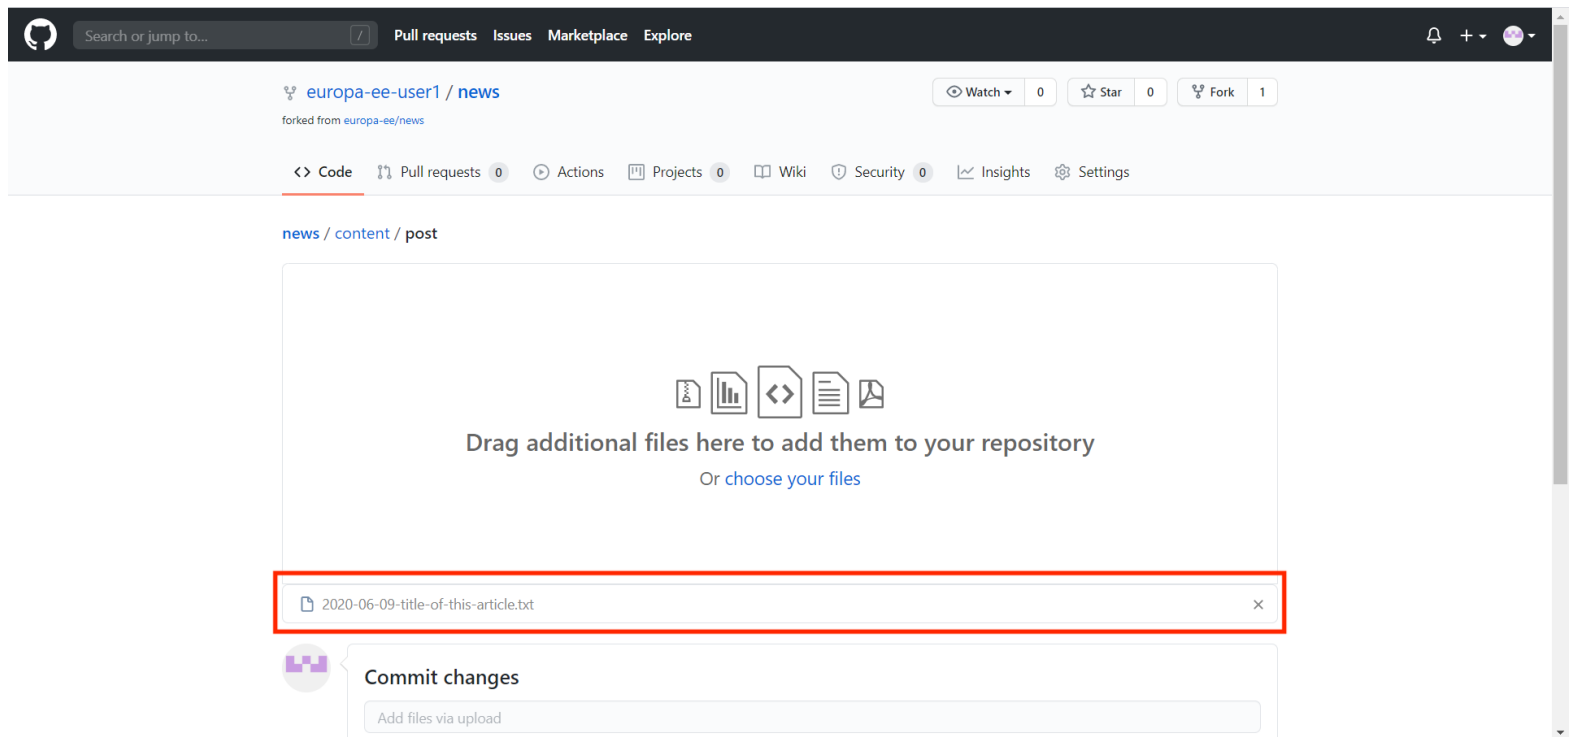 Search or jump to... / Pull requests Issues Marketplace Explore
europa-ee-user1 / news Watch 0 Star 0 Fork 1
forked from europa-ee/news
Code Pull requests 0 Actions Projects 0 Wiki Security 0 Insights Settings
news / content / post
Drag additional files here to add them to your repository
Or choose your files
2020-06-09-title-of-this-article.txt
Commit changes
Add files via upload